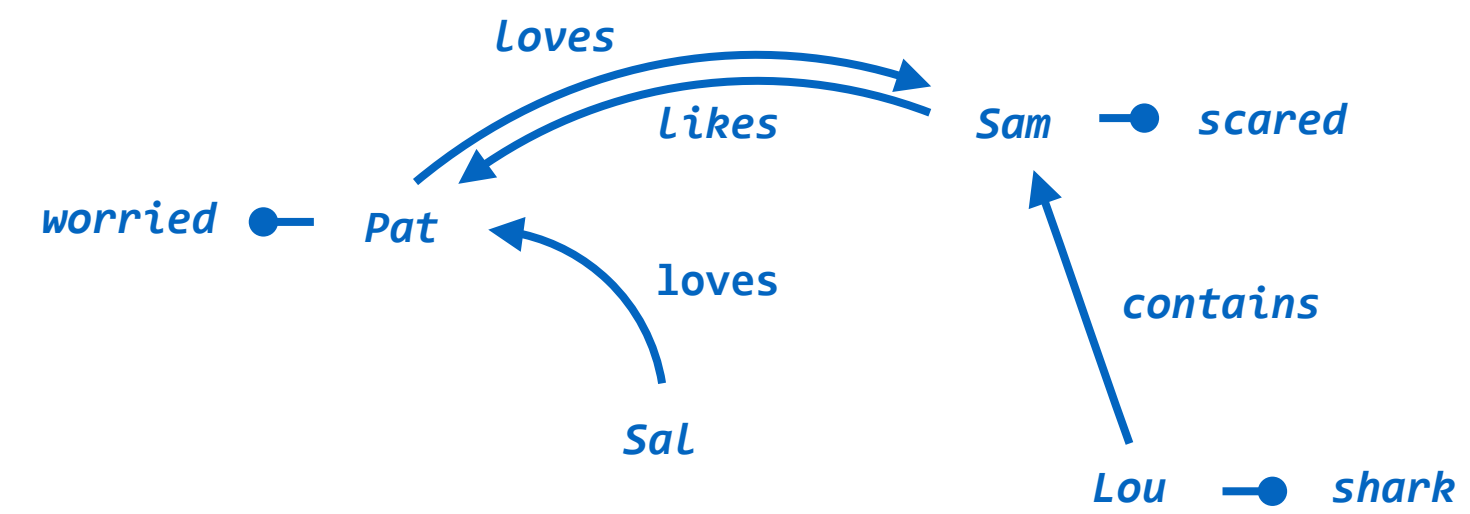 loves
likes
Sam
scared
worried
Pat
loves
contains
Sal
Lou
shark